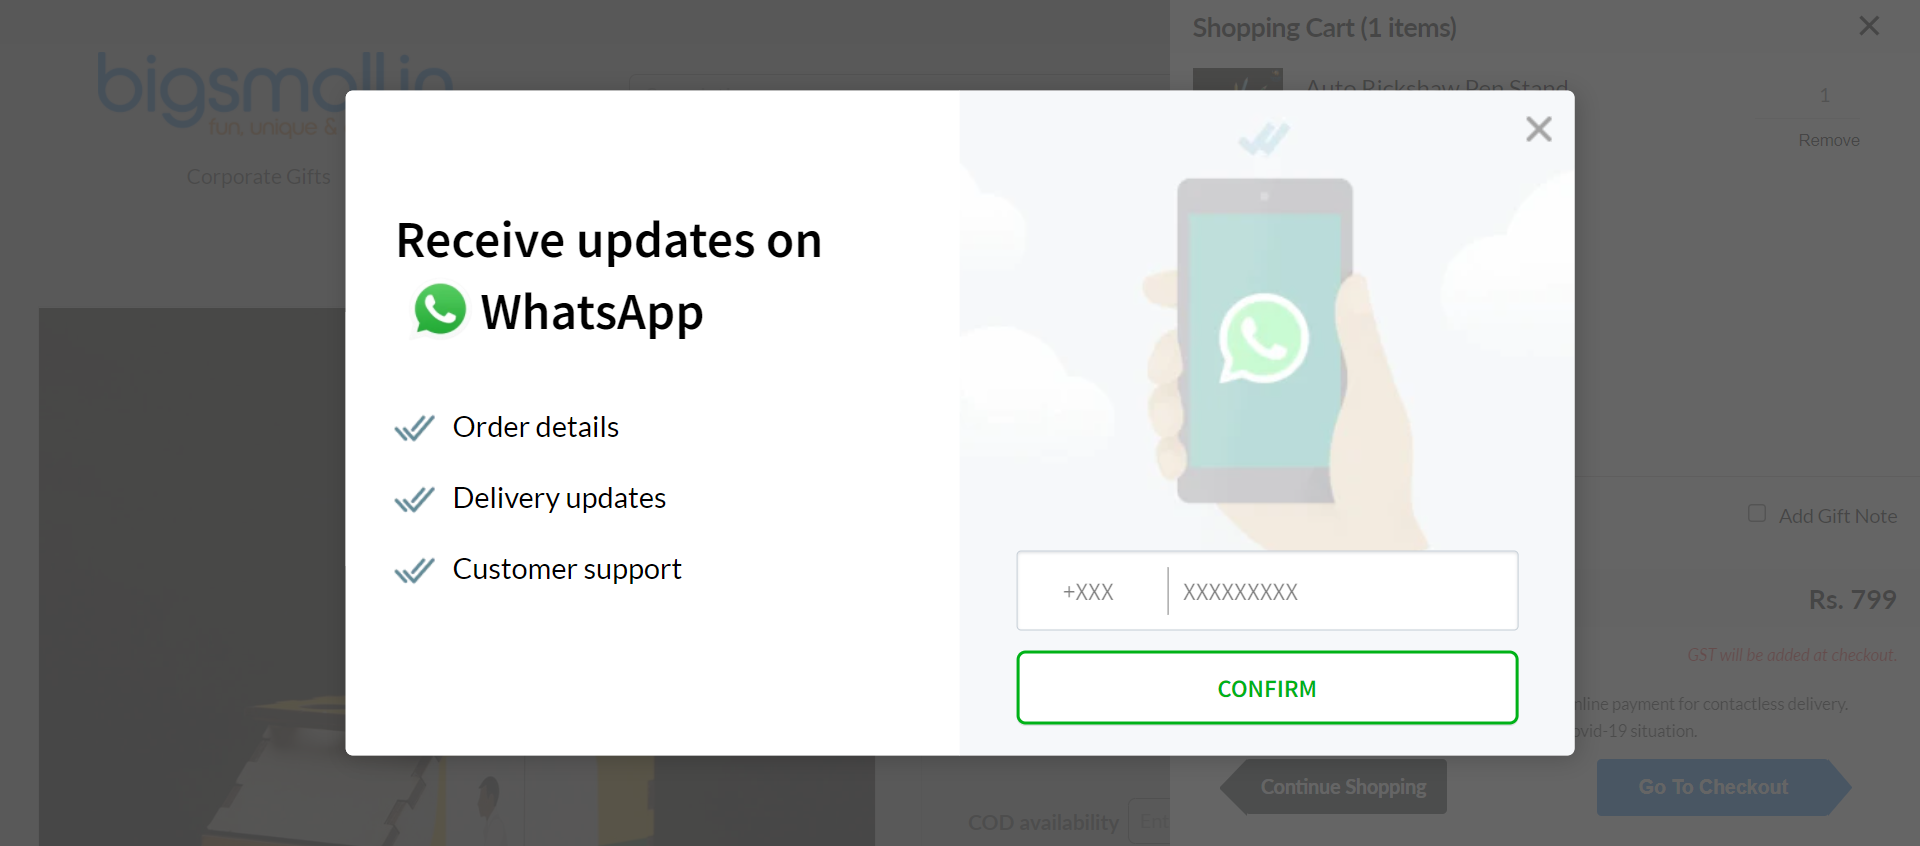 Shopping Cart (1 items)
bigsmall.in
fun, unique &
Auto Rickshaw Pen Stand
1
Remove
Corporate Gifts
Receive updates on
WhatsApp
Order details
Delivery updates
Customer support
+XXX
XXXXXXXXX
CONFIRM
Add Gift Note
Rs. 799
GST will be added at checkout.
nline payment for contactless delivery.
ovid-19 situation.
Continue Shopping
Go To Checkout
COD availability
Ent